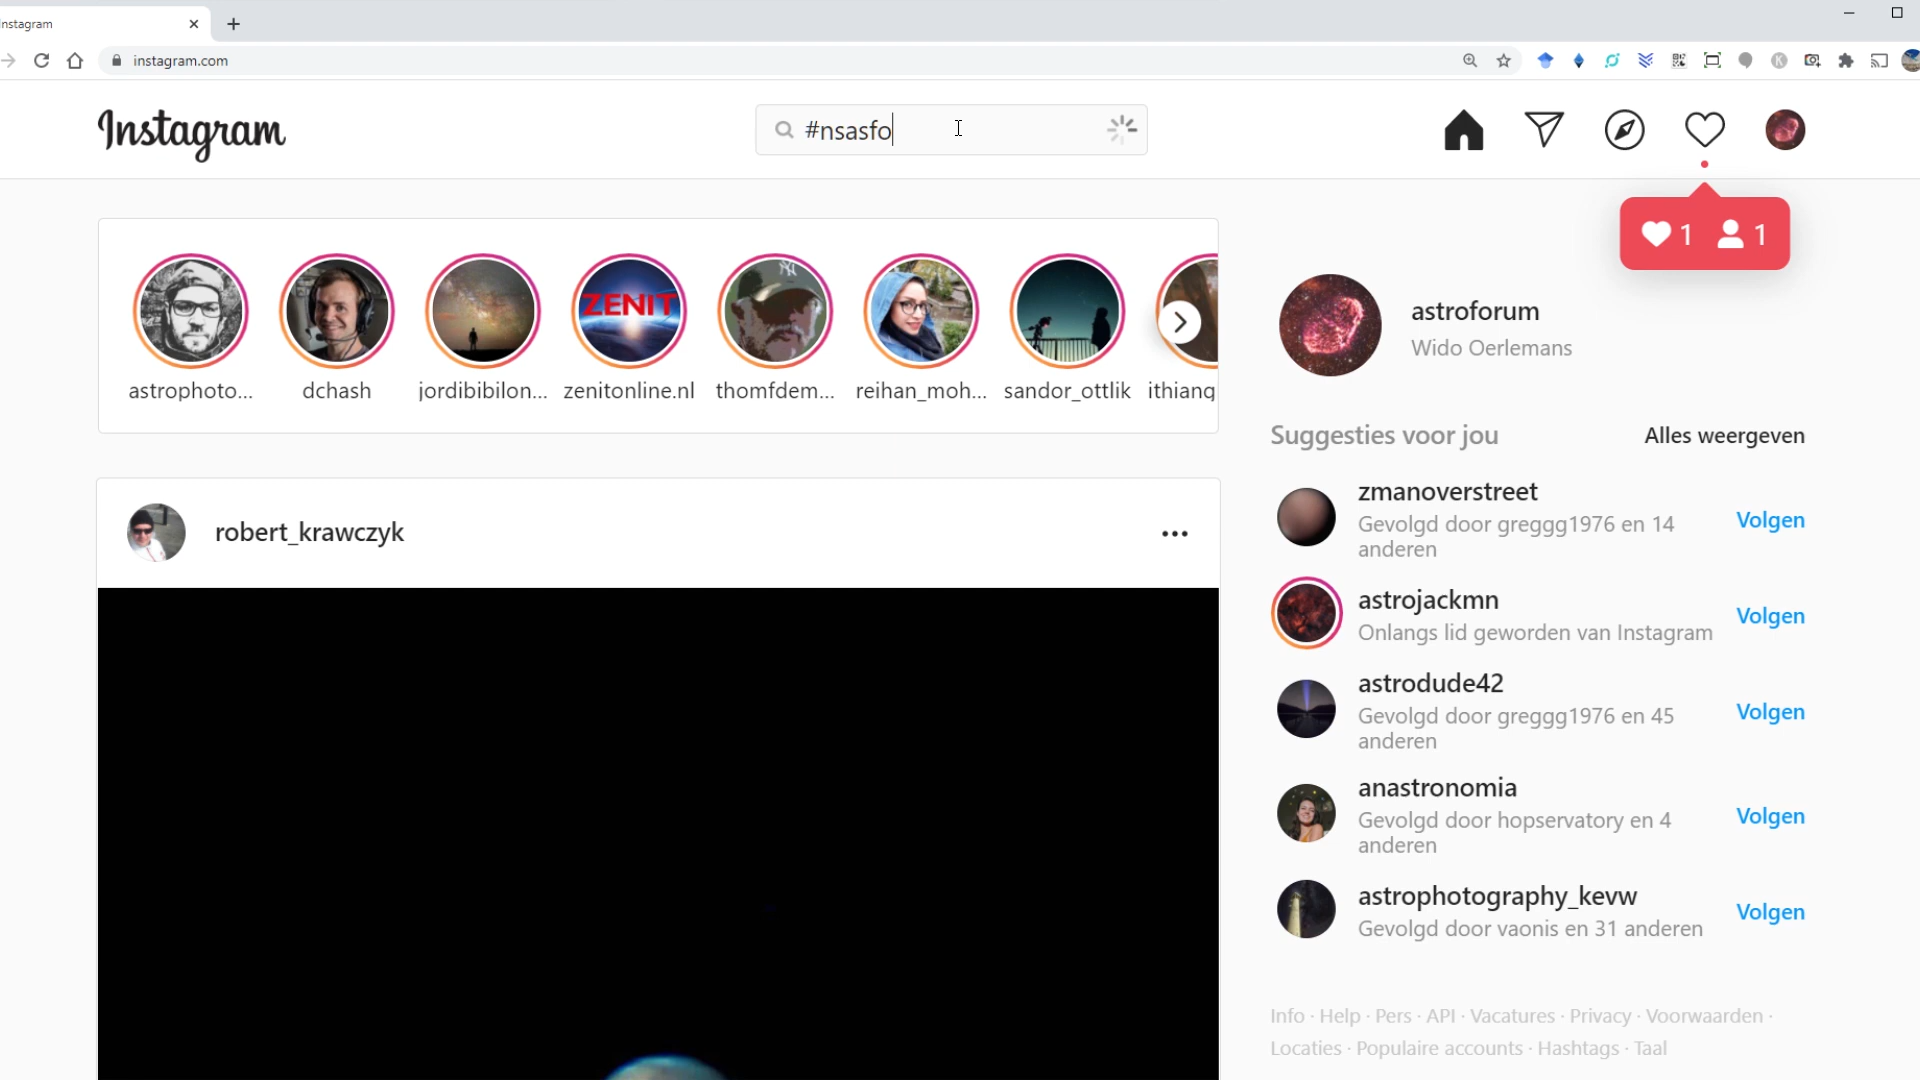 nstagram
instagram.com
Instagram
#nsasfo
1 1
astrophoto...
dchash
jordibibilon...
ZENIT
zenitonline.nl
thomfdem...
reihan_moh...
sandor_ottlik
ithianq
astroforum
Wido Oerlemans
Suggesties voor jou
Alles weergeven
robert_krawczyk
zmanoverstreet
Gevolgd door greggg1976 en 14
anderen
Volgen
astrojackmn
Onlangs lid geworden van Instagram
Volgen
astrodude42
Gevolgd door greggg1976 en 45
anderen
Volgen
anastronomia
Gevolgd door hopservatory en 4
anderen
Volgen
astrophotography_kevw
Gevolgd door vaonis en 31 anderen
Volgen
Info · Help · Pers · API · Vacatures · Privacy · Voorwaarden ·
Locaties · Populaire accounts · Hashtags · Taal